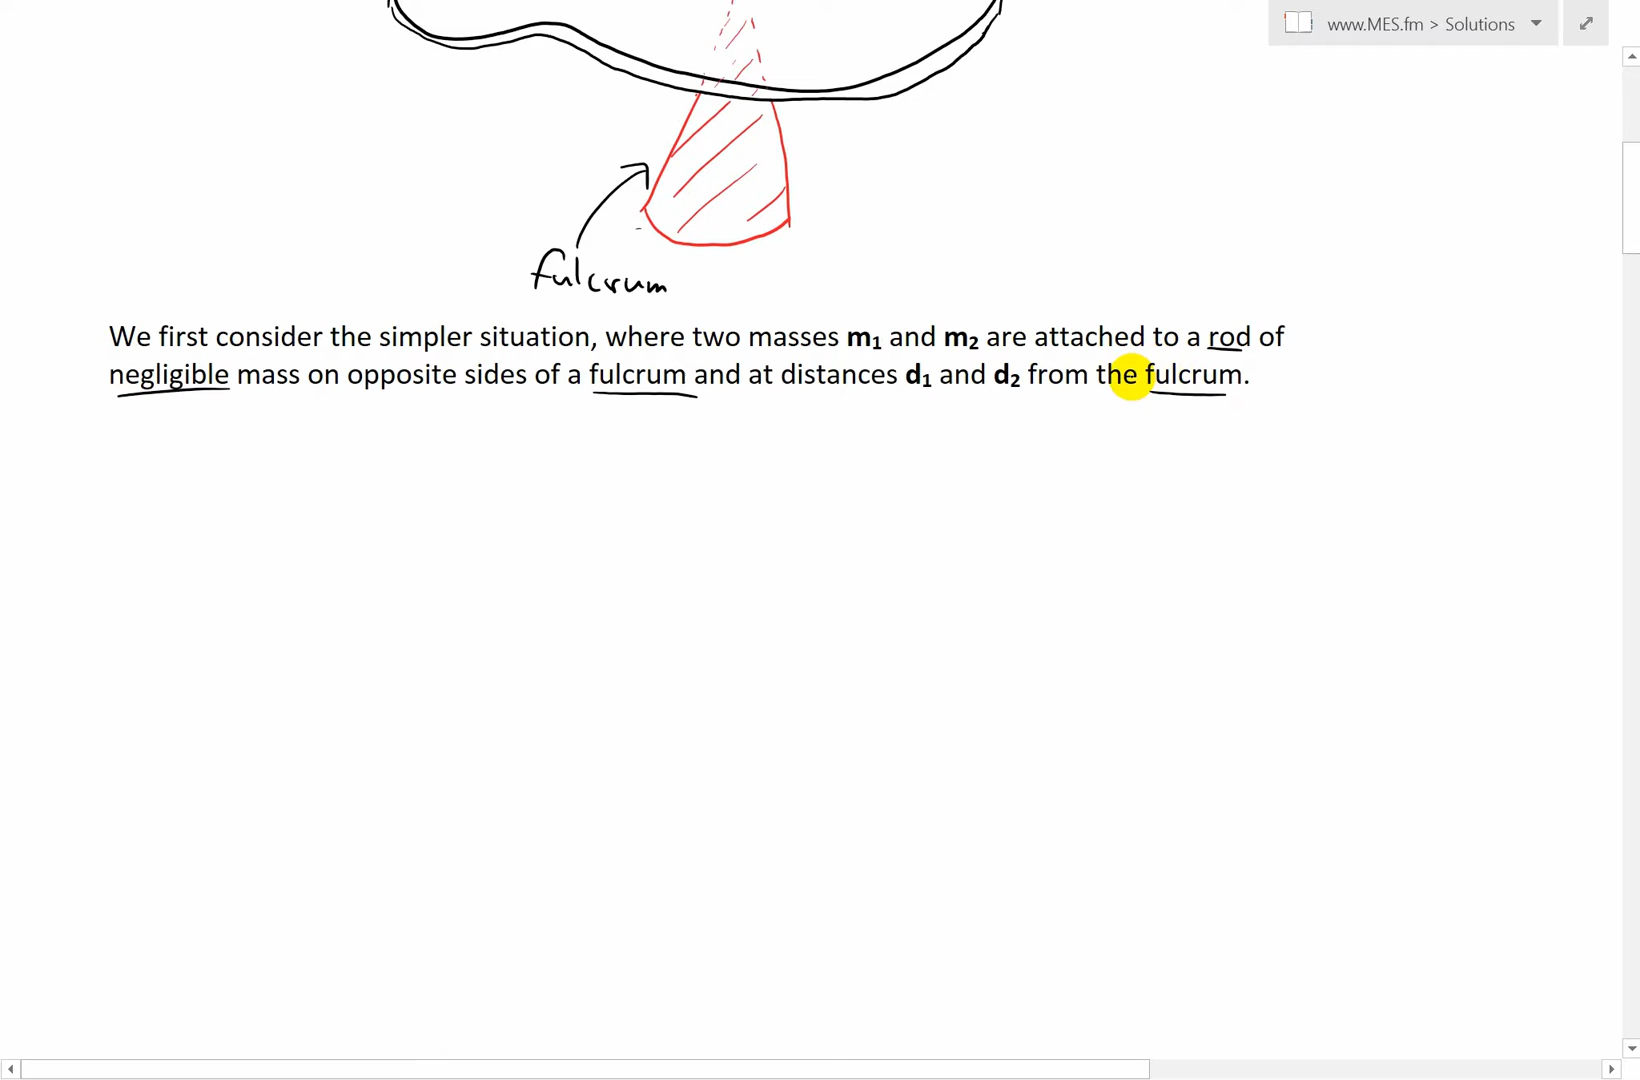 www.MES.fm > Solutions
fulcrum
We first consider the simpler situation, where two masses m₁ and m₂ are attached to a rod of
negligible mass on opposite sides of a fulcrum and at distances d₁ and d₂ from the fulcrum.